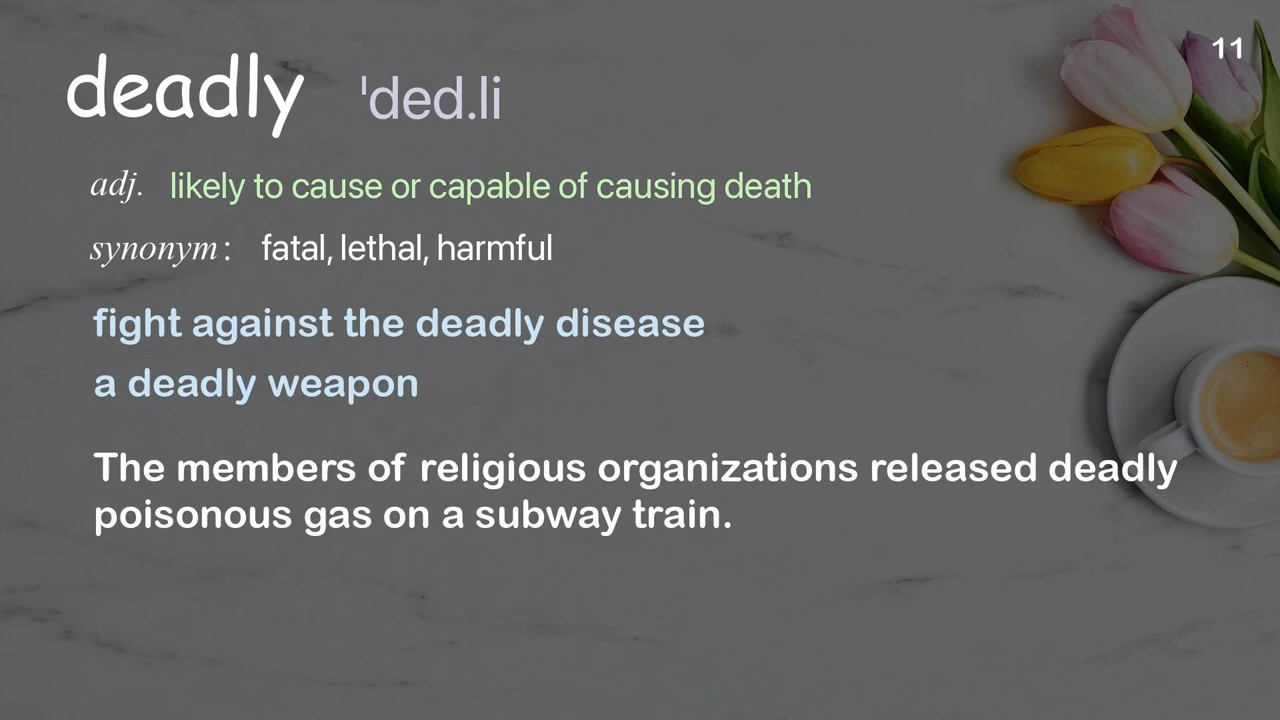 11
deadly ˈded.li
adj. likely to cause or capable of causing death
synonym: fatal, lethal, harmful
fight against the deadly disease
a deadly weapon
The members of religious organizations released deadly
poisonous gas on a subway train.